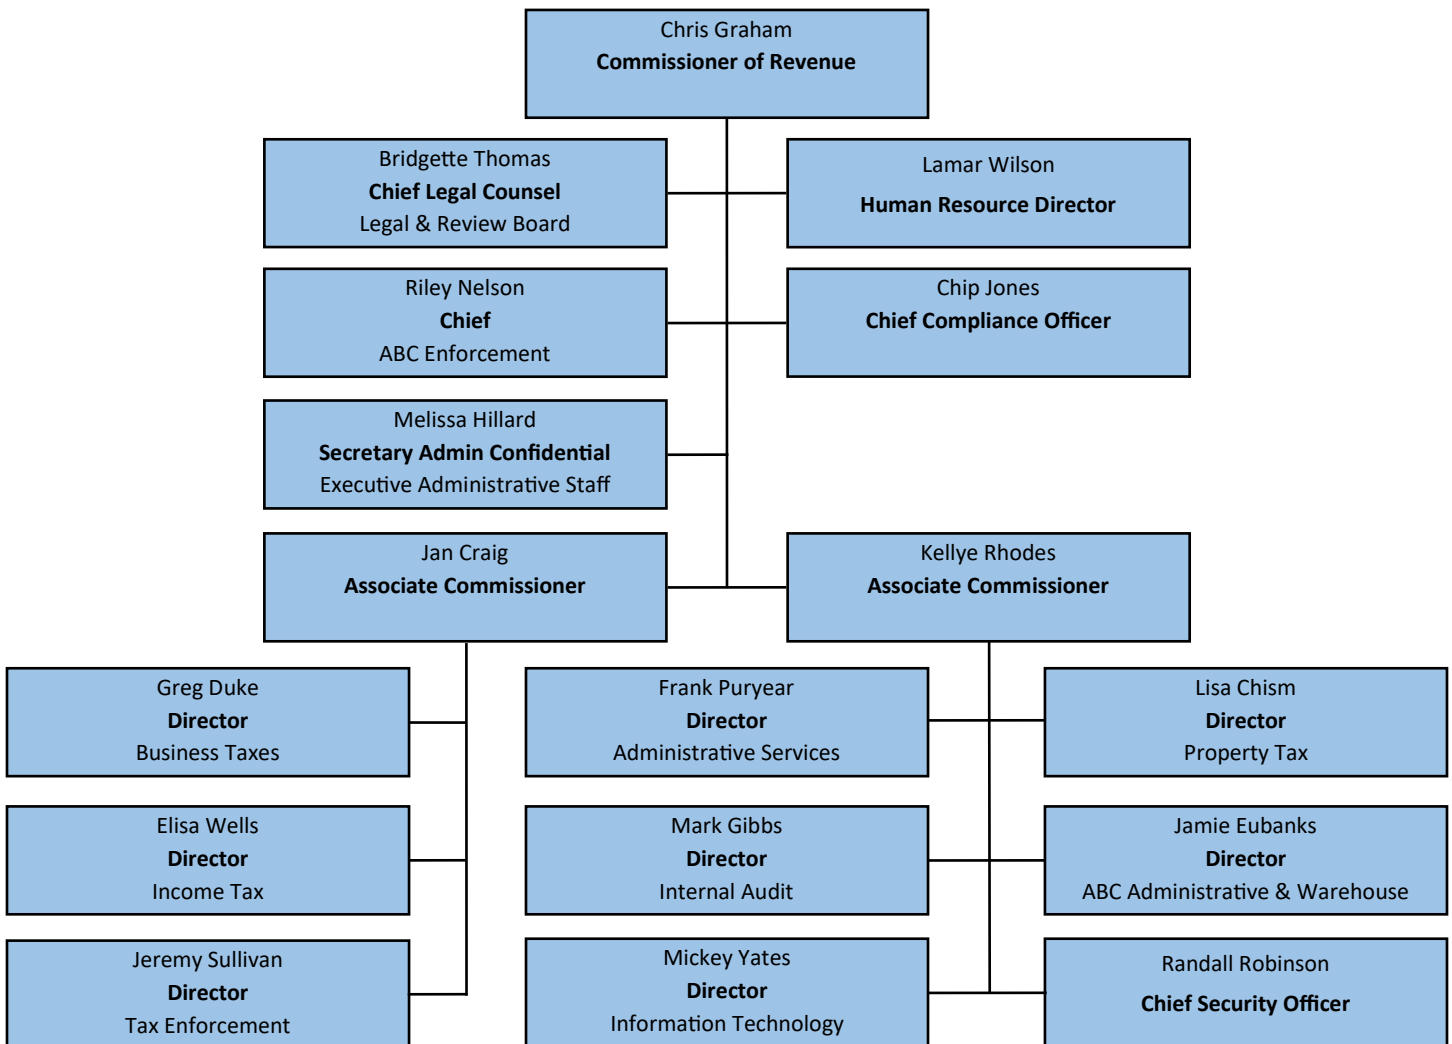 Chris Graham
Commissioner of Revenue
Bridgette Thomas
Chief Legal Counsel
Legal & Review Board
Lamar Wilson
Human Resource Director
Riley Nelson
Chief
ABC Enforcement
Chip Jones
Chief Compliance Officer
Melissa Hillard
Secretary Admin Confidential
Executive Administrative Staff
Jan Craig
Associate Commissioner
Kellye Rhodes
Associate Commissioner
Greg Duke
Director
Business Taxes
Frank Puryear
Director
Administrative Services
Lisa Chism
Director
Property Tax
Elisa Wells
Director
Income Tax
Mark Gibbs
Director
Internal Audit
Jamie Eubanks
Director
ABC Administrative & Warehouse
Jeremy Sullivan
Director
Tax Enforcement
Mickey Yates
Director
Information Technology
Randall Robinson
Chief Security Officer